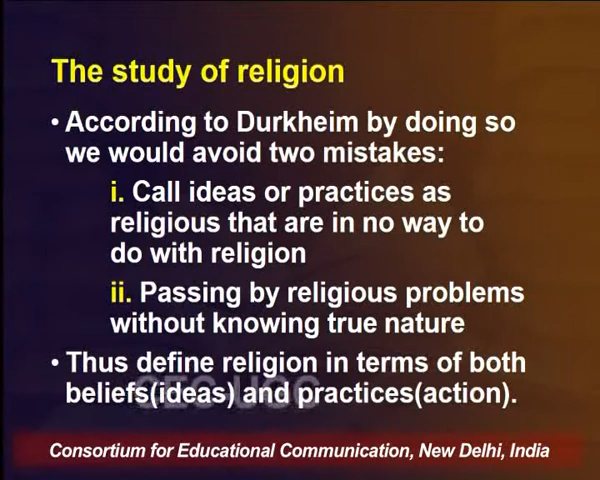 The study of religion
• According to Durkheim by doing so
we would avoid two mistakes:
i. Call ideas or practices as
religious that are in no way to
do with religion
ii. Passing by religious problems
without knowing true nature
• Thus define religion in terms of both
beliefs(ideas) and practices(action).
CEC-UGC
Consortium for Educational Communication, New Delhi, India